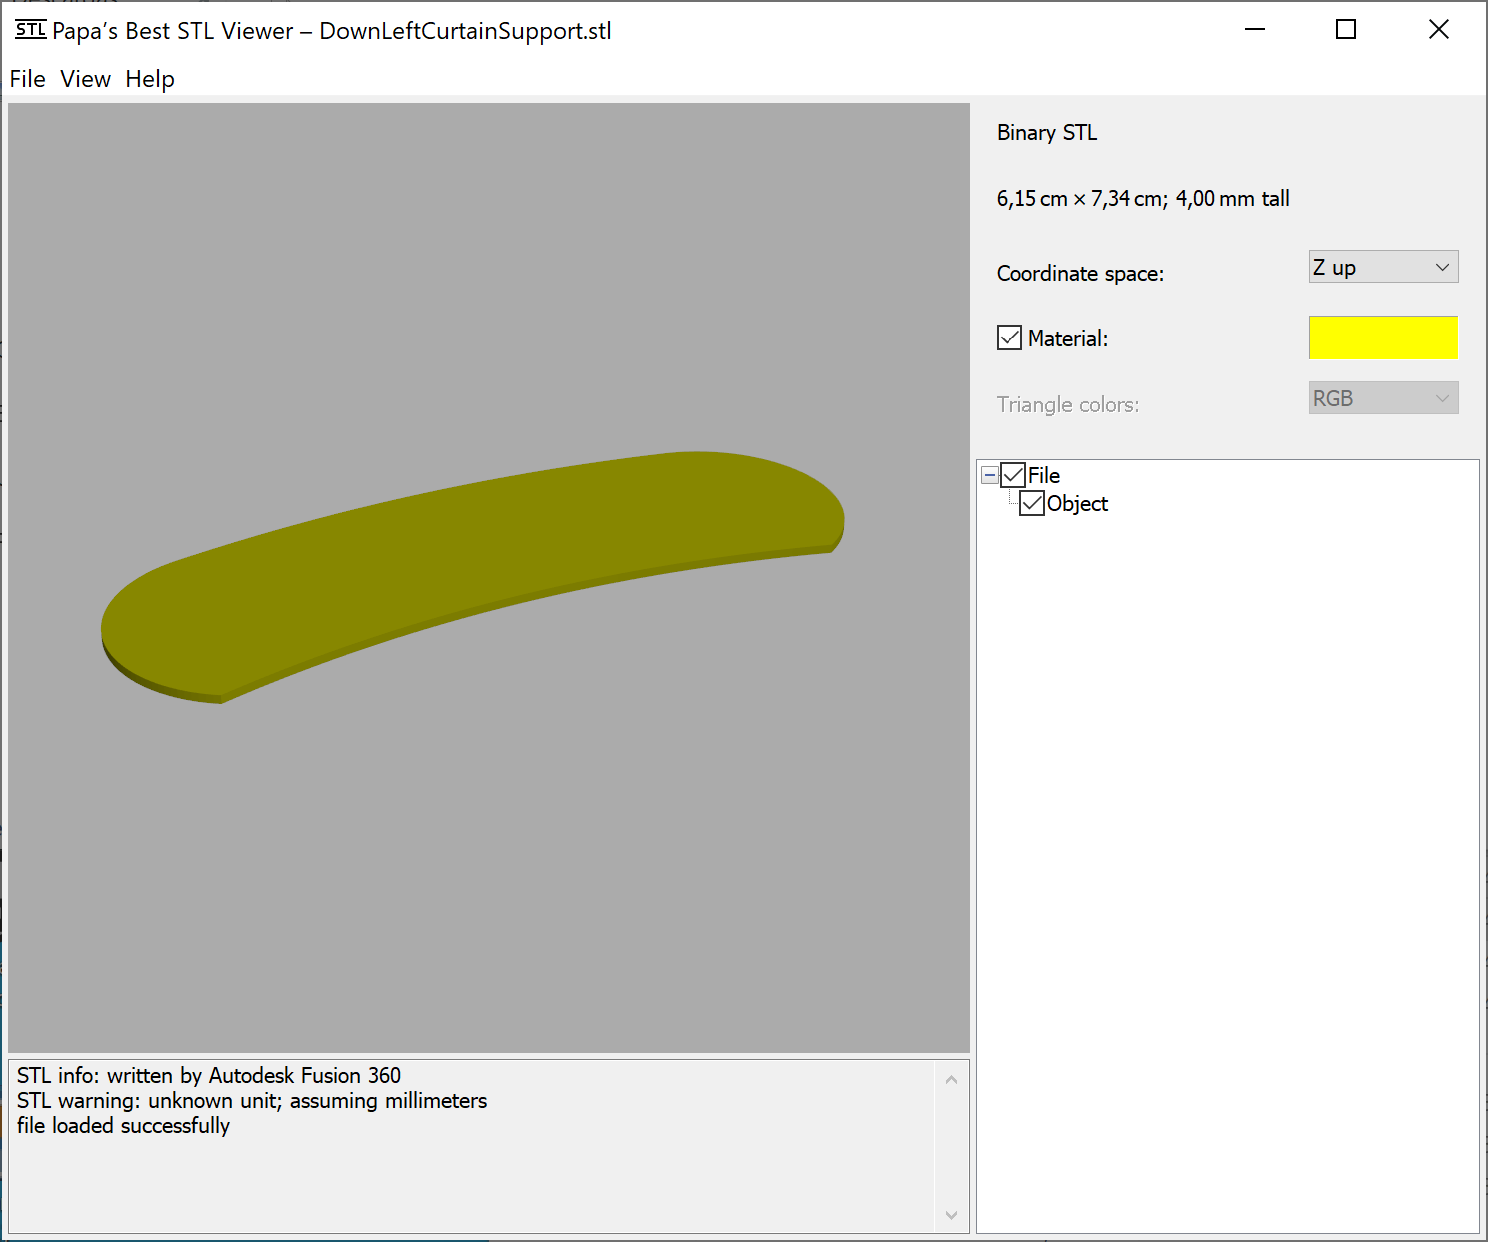 STL Papa’s Best STL Viewer – DownLeftCurtainSupport.stl
File View Help
Binary STL
6,15 cm × 7,34 cm; 4,00 mm tall
Coordinate space: Z up
Material:
Triangle colors: RGB
File
Object
STL info: written by Autodesk Fusion 360
STL warning: unknown unit; assuming millimeters
file loaded successfully